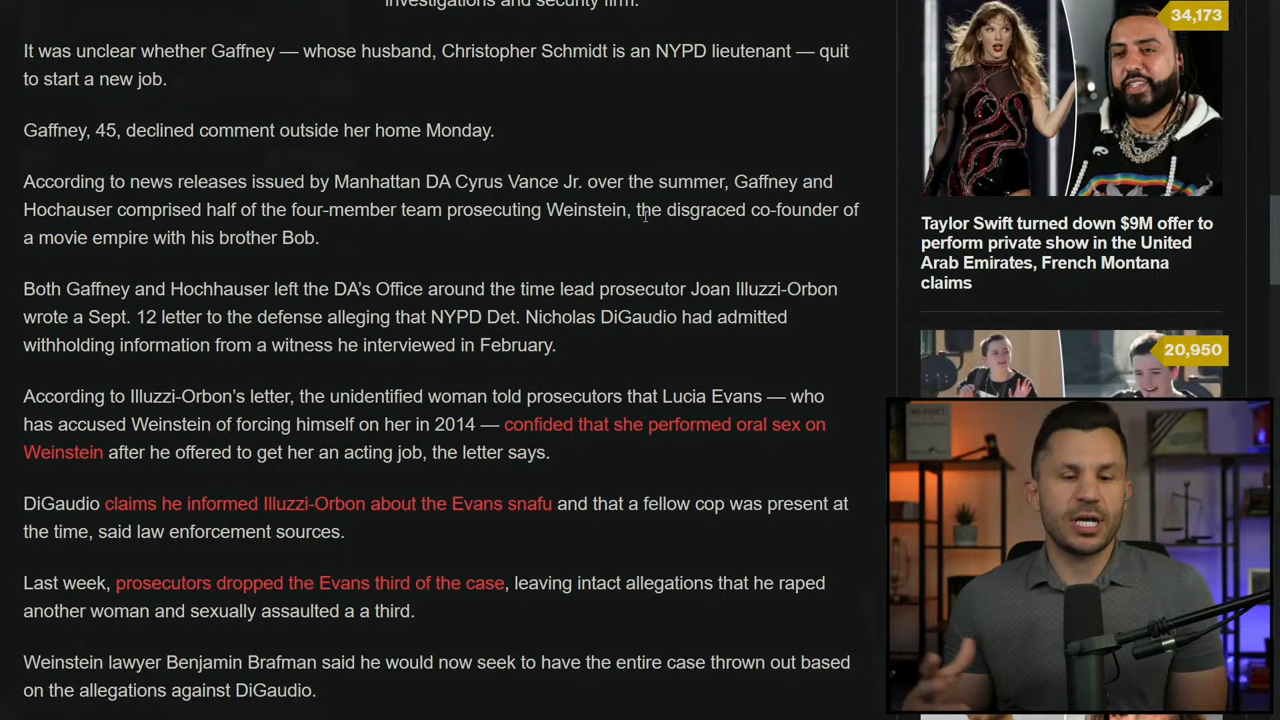 investigations and security firm.
It was unclear whether Gaffney — whose husband, Christopher Schmidt is an NYPD lieutenant — quit
to start a new job.
Gaffney, 45, declined comment outside her home Monday.
According to news releases issued by Manhattan DA Cyrus Vance Jr. over the summer, Gaffney and
Hochauser comprised half of the four-member team prosecuting Weinstein, the disgraced co-founder of
a movie empire with his brother Bob.
Both Gaffney and Hochhauser left the DA's Office around the time lead prosecutor Joan Illuzzi-Orbon
wrote a Sept. 12 letter to the defense alleging that NYPD Det. Nicholas DiGaudio had admitted
withholding information from a witness he interviewed in February.
According to Illuzzi-Orbon's letter, the unidentified woman told prosecutors that Lucia Evans — who
has accused Weinstein of forcing himself on her in 2014 — confided that she performed oral sex on
Weinstein after he offered to get her an acting job, the letter says.
DiGaudio claims he informed Illuzzi-Orbon about the Evans snafu and that a fellow cop was present at
the time, said law enforcement sources.
Last week, prosecutors dropped the Evans third of the case, leaving intact allegations that he raped
another woman and sexually assaulted a a third.
Weinstein lawyer Benjamin Brafman said he would now seek to have the entire case thrown out based
on the allegations against DiGaudio.
34,173
Taylor Swift turned down $9M offer to
perform private show in the United
Arab Emirates, French Montana
claims
20,950